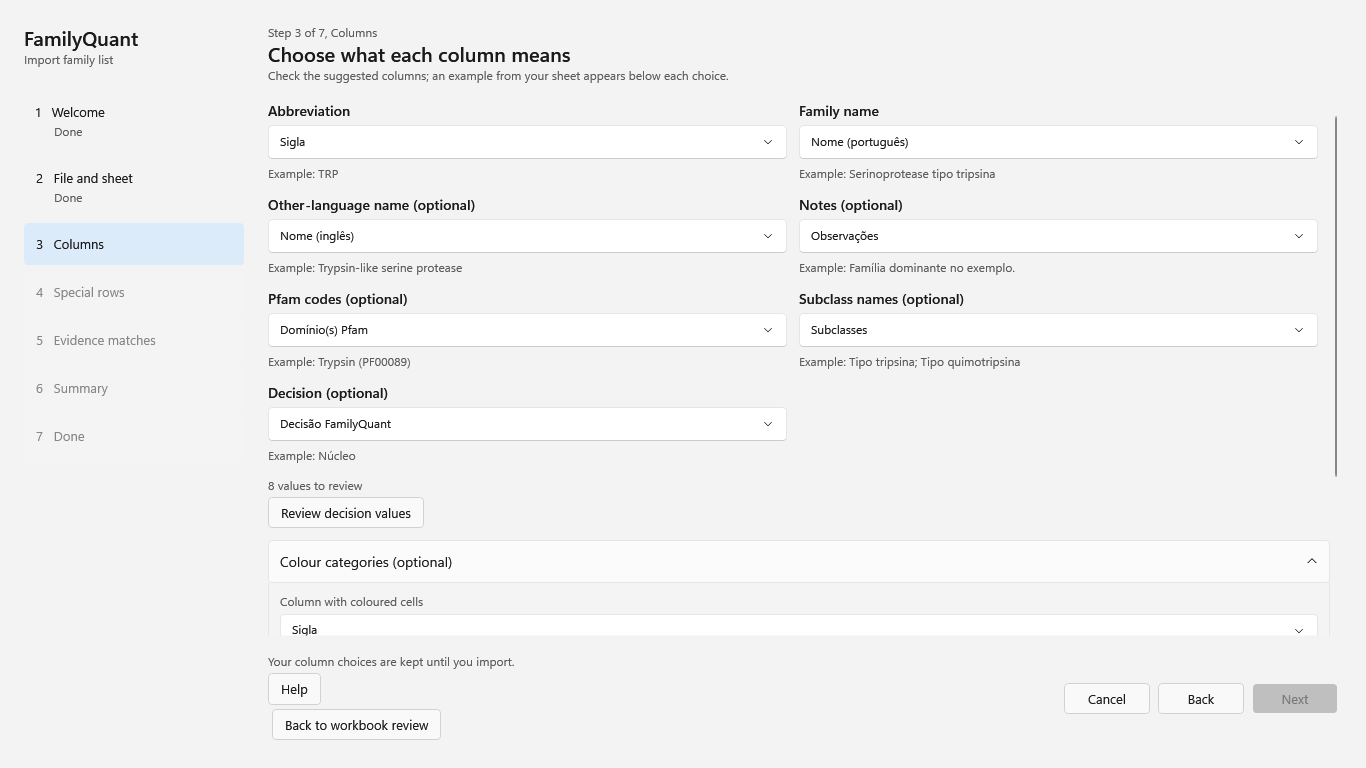 FamilyQuant
Import family list
1 Welcome
Done
2 File and sheet
Done
3 Columns
4 Special rows
5 Evidence matches
6 Summary
7 Done
Step 3 of 7, Columns
Choose what each column means
Check the suggested columns; an example from your sheet appears below each choice.
Abbreviation
Sigla
Example: TRP
Family name
Nome (português)
Example: Serinoprotease tipo tripsina
Other-language name (optional)
Nome (inglês)
Example: Trypsin-like serine protease
Notes (optional)
Observações
Example: Família dominante no exemplo.
Pfam codes (optional)
Domínio(s) Pfam
Example: Trypsin (PF00089)
Subclass names (optional)
Subclasses
Example: Tipo tripsina; Tipo quimotripsina
Decision (optional)
Decisão FamilyQuant
Example: Núcleo
8 values to review
Review decision values
Colour categories (optional)
Column with coloured cells
Sigla
Your column choices are kept until you import.
Help
Back to workbook review
Cancel
Back
Next